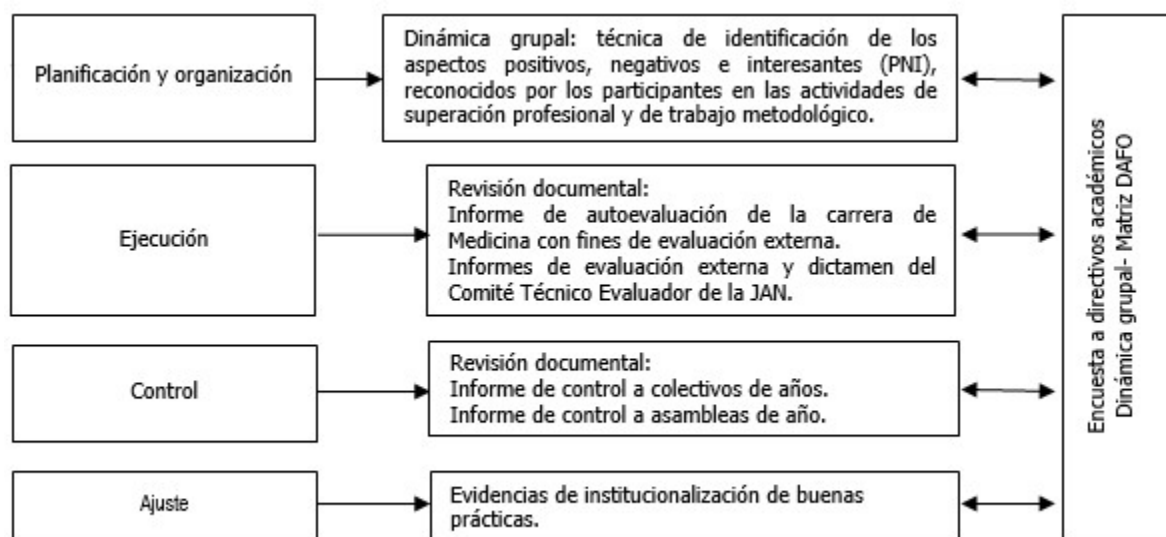 Planificación y organización
Dinámica grupal: técnica de identificación de los
aspectos positivos, negativos e interesantes (PNI),
reconocidos por los participantes en las actividades de
superación profesional y de trabajo metodológico.
Ejecución
Revisión documental:
Informe de autoevaluación de la carrera de
Medicina con fines de evaluación externa.
Informes de evaluación externa y dictamen del
Comité Técnico Evaluador de la JAN.
Control
Revisión documental:
Informe de control a colectivos de años.
Informe de control a asambleas de año.
Ajuste
Evidencias de institucionalización de buenas
prácticas.
Encuesta a directivos académicos
Dinámica grupal- Matriz DAFO